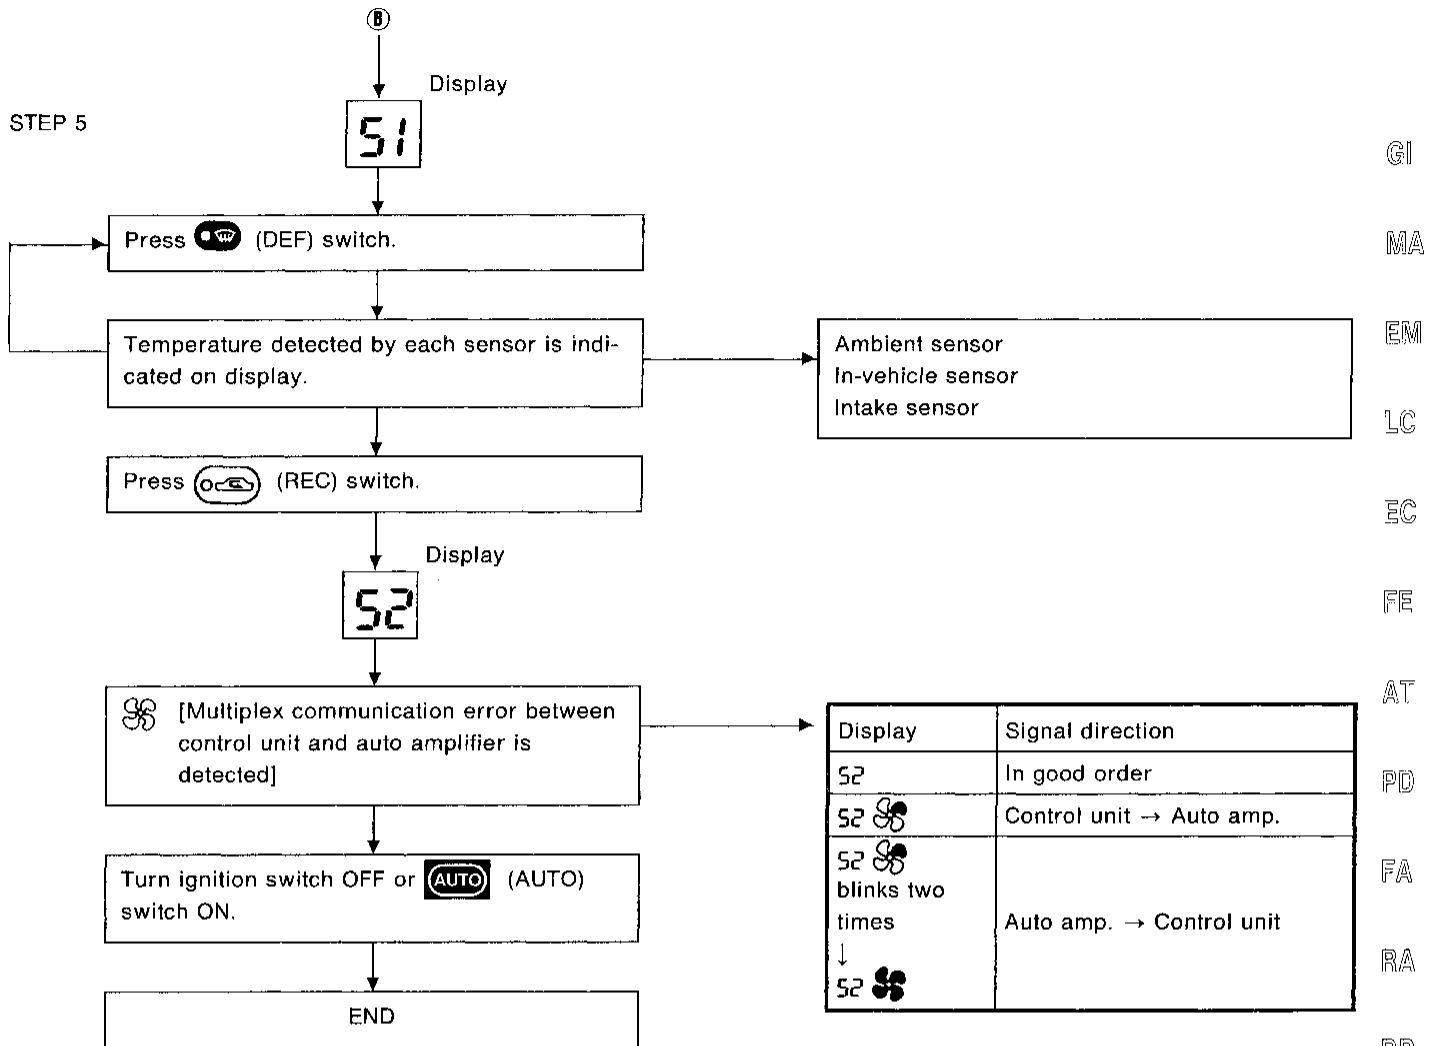 B
Display
STEP 5
51
Press (DEF) switch.
Temperature detected by each sensor is indi-
cated on display.
Ambient sensor
In-vehicle sensor
Intake sensor
Press (REC) switch.
Display
52
[Multiplex communication error between
control unit and auto amplifier is
detected]
Display Signal direction
52 In good order
52 Control unit → Auto amp.
52
blinks two
times
↓
52
Auto amp. → Control unit
Turn ignition switch OFF or AUTO (AUTO)
switch ON.
END
GI
MA
EM
LC
EC
FE
AT
PD
FA
RA